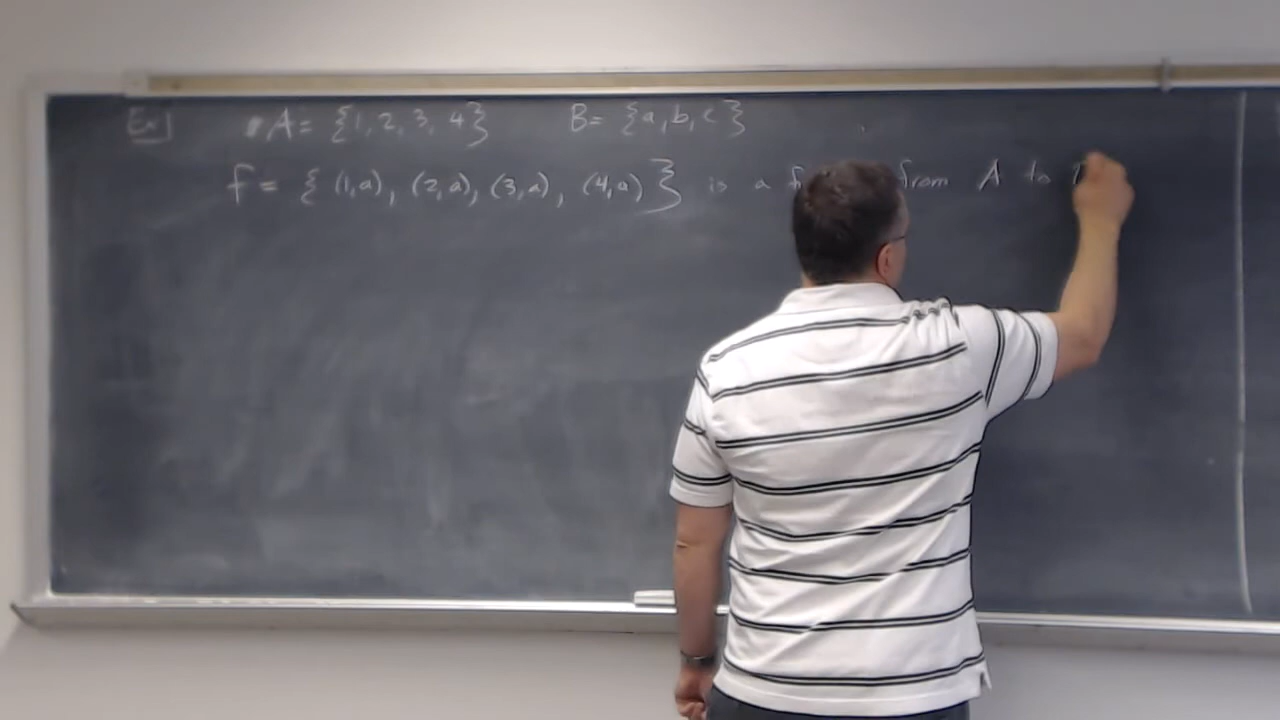 Ex] A = {1, 2, 3, 4} B = {a, b, c}
f = { (1,a), (2,a), (3,a), (4,a) } is a from A to